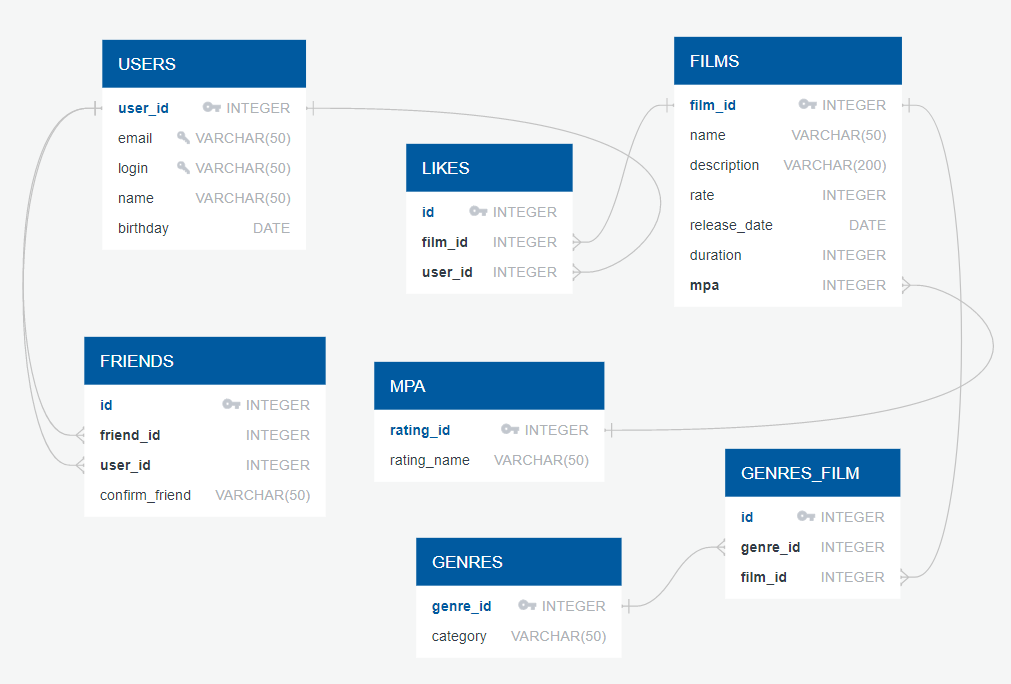 USERS
user_id INTEGER
email VARCHAR(50)
login VARCHAR(50)
name VARCHAR(50)
birthday DATE
LIKES
id INTEGER
film_id INTEGER
user_id INTEGER
FILMS
film_id INTEGER
name VARCHAR(50)
description VARCHAR(200)
rate INTEGER
release_date DATE
duration INTEGER
mpa INTEGER
FRIENDS
id INTEGER
friend_id INTEGER
user_id INTEGER
confirm_friend VARCHAR(50)
MPA
rating_id INTEGER
rating_name VARCHAR(50)
GENRES_FILM
id INTEGER
genre_id INTEGER
film_id INTEGER
GENRES
genre_id INTEGER
category VARCHAR(50)